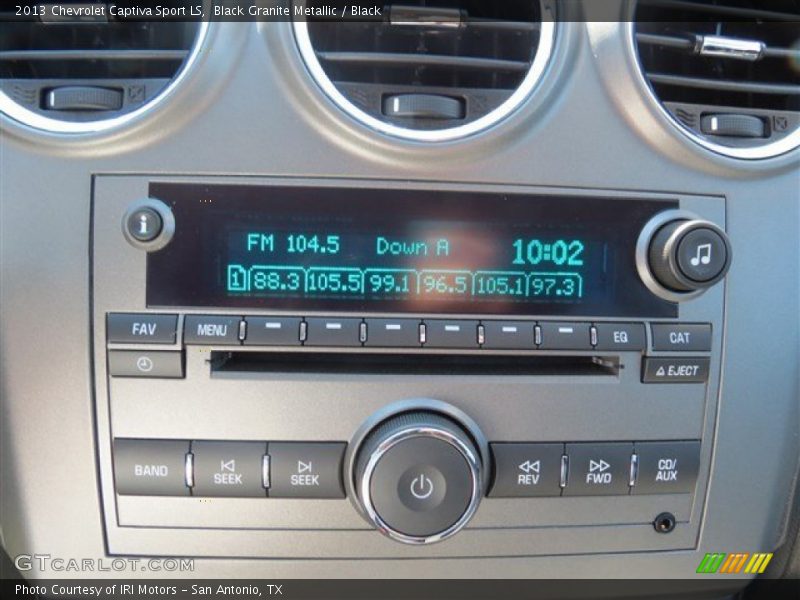 2013 Chevrolet Captiva Sport LS, Black Granite Metallic / Black
i
FM 104.5 Down A 10:02
1 88.3 105.5 99.1 96.5 105.1 97.3
FAV MENU EQ CAT
EJECT
BAND SEEK SEEK REV FWD CD/
AUX
GTCARLOT.COM
Photo Courtesy of IRI Motors – San Antonio, TX